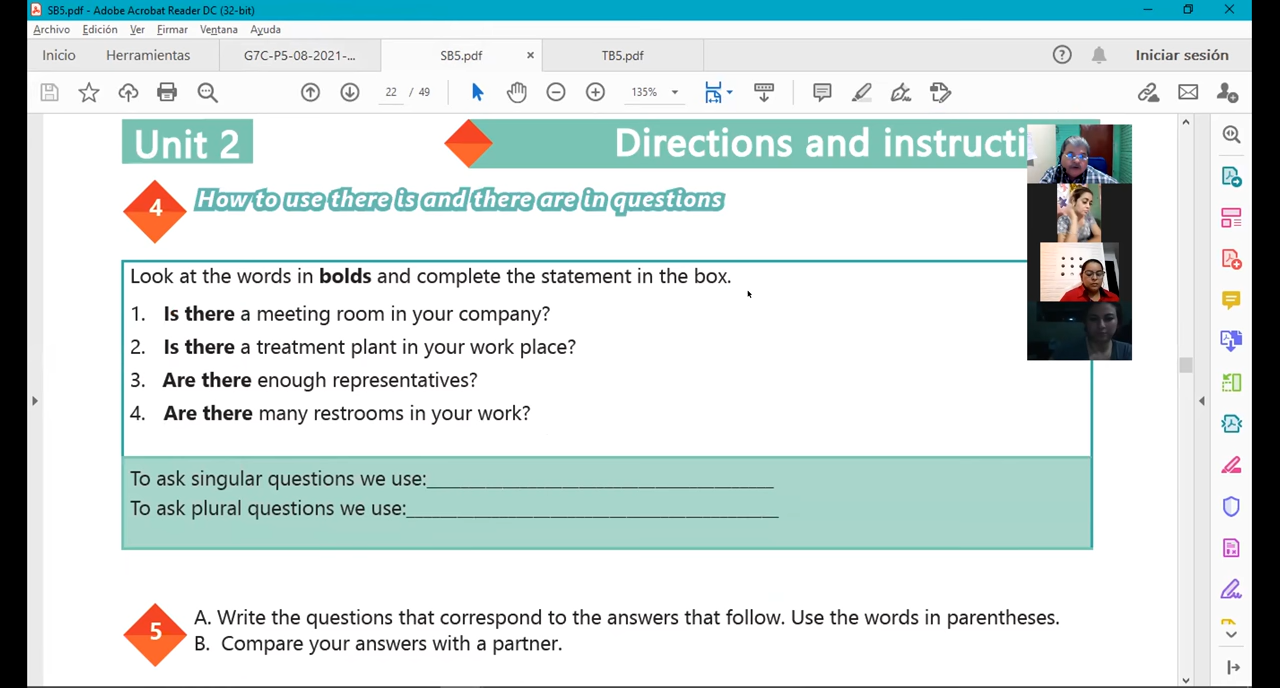 SB5.pdf - Adobe Acrobat Reader DC (32-bit)
Archivo Edición Ver Firmar Ventana Ayuda
Inicio Herramientas G7C-P5-08-2021-... SB5.pdf × TB5.pdf Iniciar sesión
22 / 49 135%
Unit 2 Directions and instructi
4 How to use there is and there are in questions
Look at the words in bolds and complete the statement in the box.
1. Is there a meeting room in your company?
2. Is there a treatment plant in your work place?
3. Are there enough representatives?
4. Are there many restrooms in your work?
To ask singular questions we use:__________________________________
To ask plural questions we use:____________________________________
5 A. Write the questions that correspond to the answers that follow. Use the words in parentheses.
B. Compare your answers with a partner.